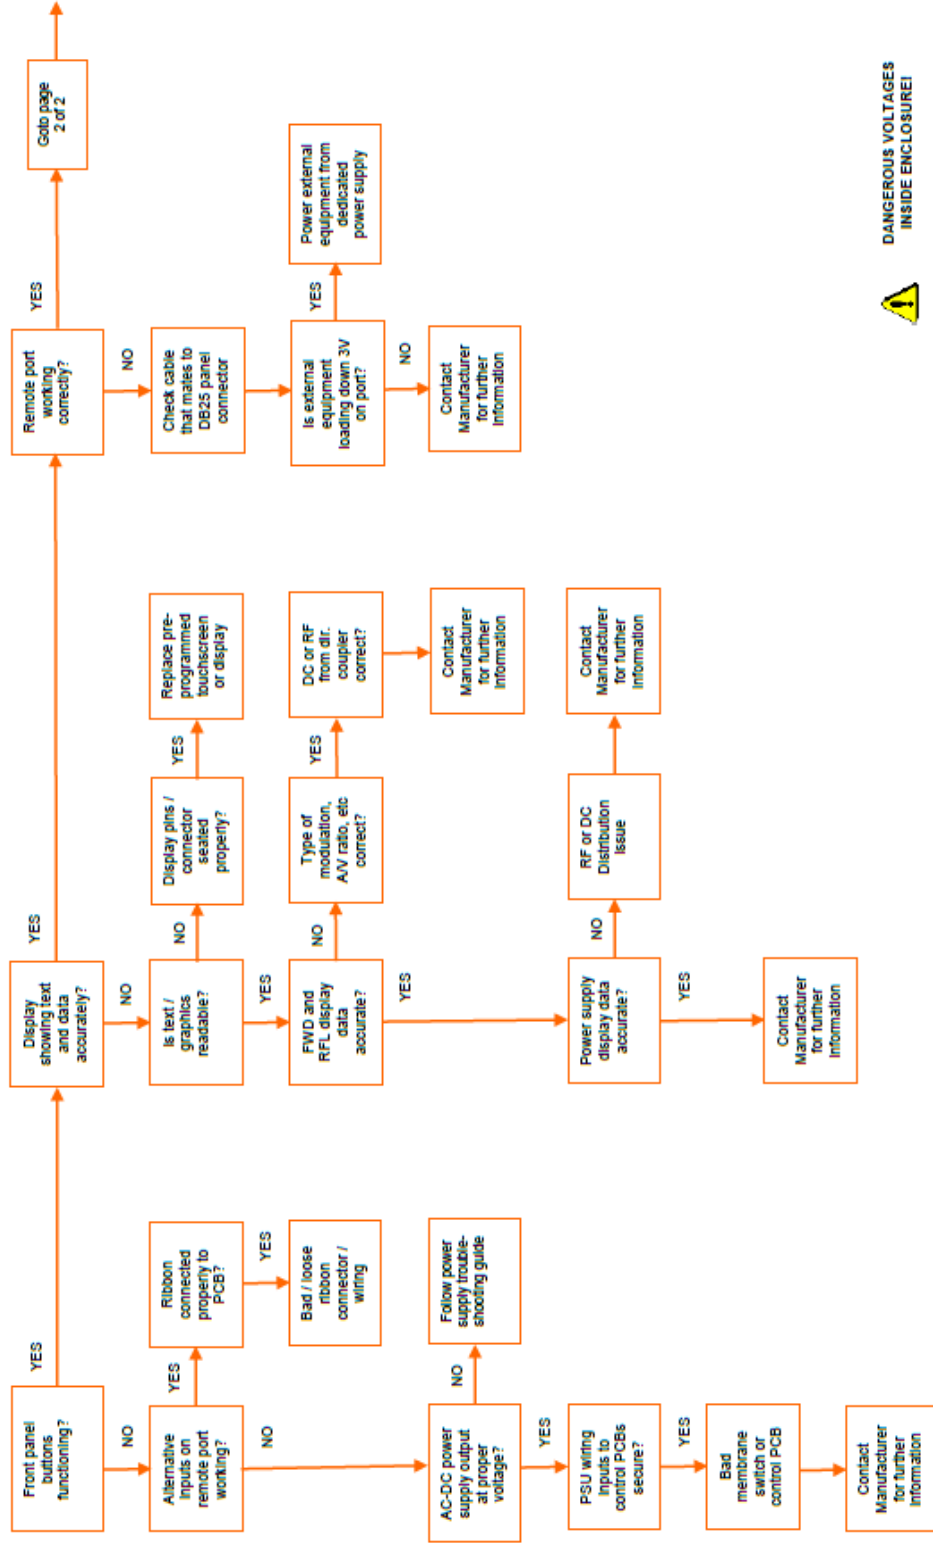 Front panel
buttons
functioning?
YES
Display
showing text
and data
accurately?
YES
Remote port
working
correctly?
YES
Goto page
2 of 2
NO
Alternative
Inputs on
remote port
working?
YES
Ribbon
connected
properly to
PCB?
YES
Bad / loose
ribbon
connector /
wiring
NO
AC-DC power
supply output
at proper
voltage?
NO
Follow power
supply trouble-
shooting guide
YES
PSU wiring
Inputs to
control PCBs
secure?
YES
Bad
membrane
switch or
control PCB
Contact
Manufacturer
for further
Information
NO
Is text /
graphics
readable?
NO
Display pins /
connector
seated
properly?
YES
Replace pre-
programmed
touchscreen
or display
YES
FWD and
RFL display
data
accurate?
NO
Type of
modulation,
A/V ratio, etc
correct?
YES
DC or RF
from dir.
coupler
correct?
Contact
Manufacturer
for further
Information
YES
Power supply
display data
accurate?
NO
RF or DC
Distribution
Issue
Contact
Manufacturer
for further
Information
YES
Contact
Manufacturer
for further
Information
NO
Check cable
that mates to
DB25 panel
connector
Is external
equipment
loading down 3V
on port?
YES
Power external
equipment from
dedicated
power supply
NO
Contact
Manufacturer
for further
Information
DANGEROUS VOLTAGES
INSIDE ENCLOSURE!